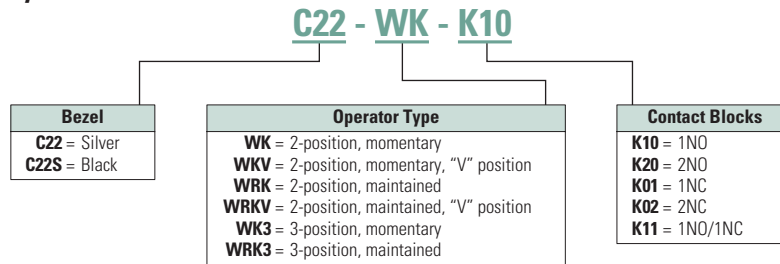 C22 - WK - K10
Bezel
C22 = Silver
C22S = Black
Operator Type
WK = 2-position, momentary
WKV = 2-position, momentary, “V” position
WRK = 2-position, maintained
WRKV = 2-position, maintained, “V” position
WK3 = 3-position, momentary
WRK3 = 3-position, maintained
Contact Blocks
K10 = 1NO
K20 = 2NO
K01 = 1NC
K02 = 2NC
K11 = 1NO/1NC